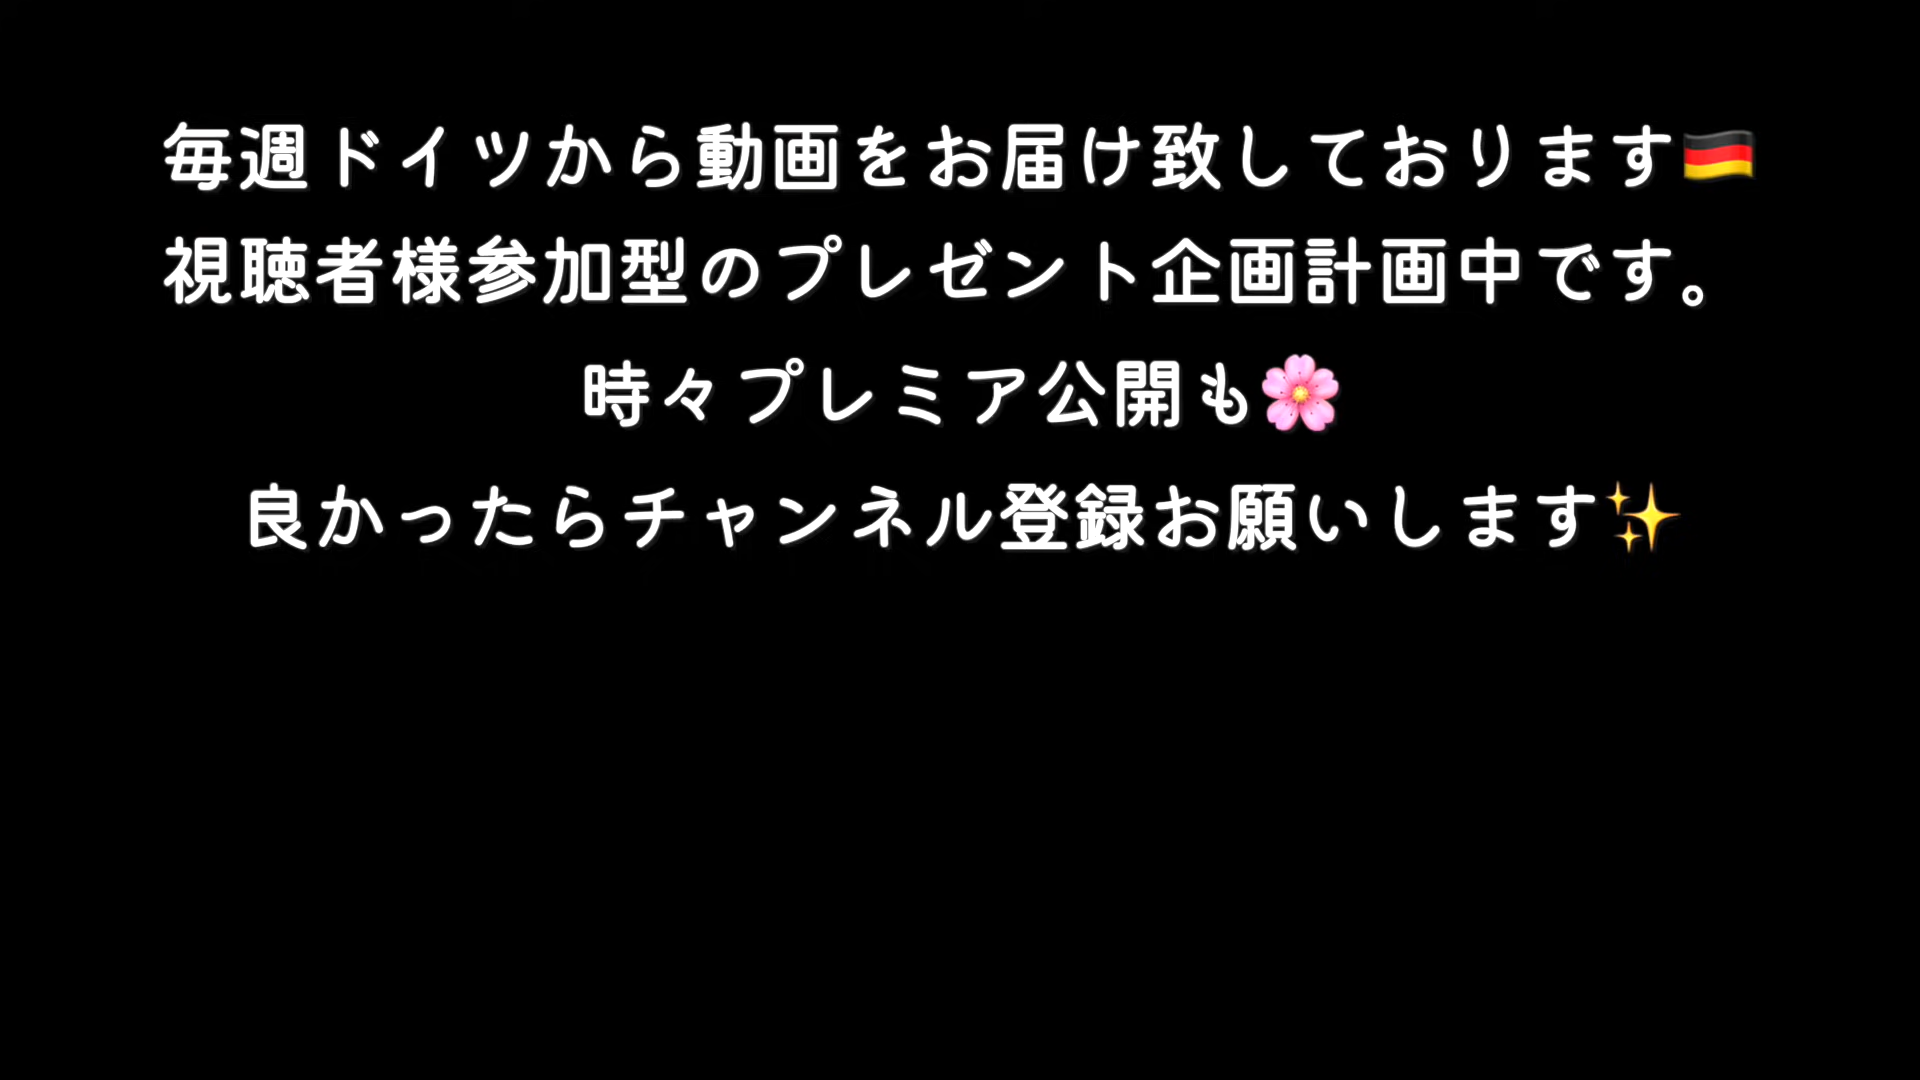 毎週ドイツから動画をお届け致しております🇩🇪
視聴者様参加型のプレゼント企画計画中です。
時々プレミア公開も🌸
良かったらチャンネル登録お願いします✨